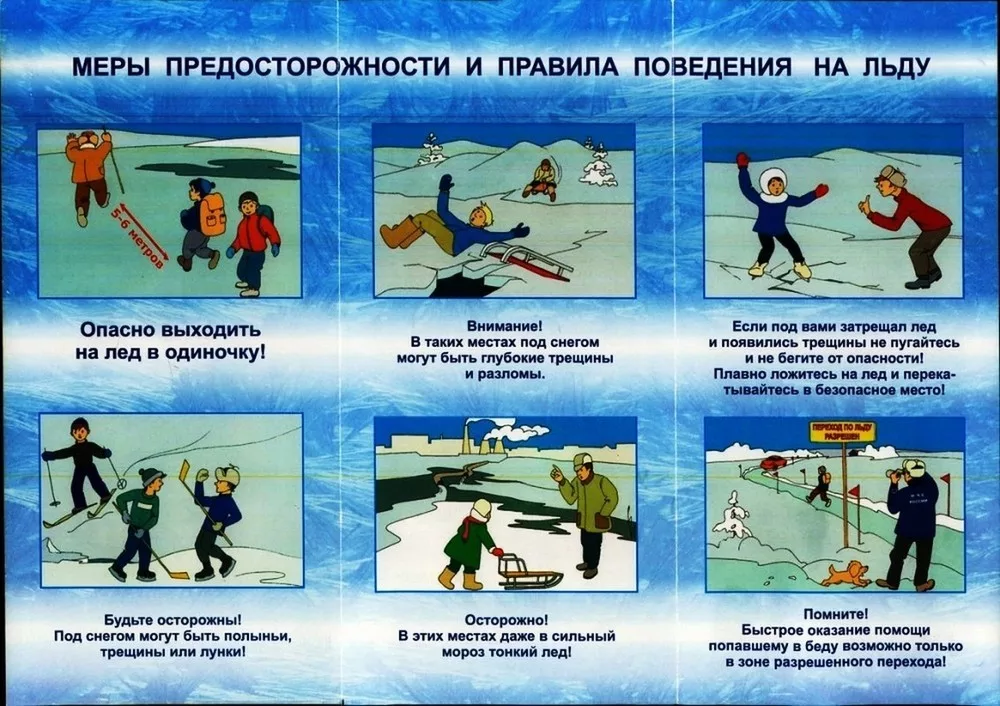 МЕРЫ ПРЕДОСТОРОЖНОСТИ И ПРАВИЛА ПОВЕДЕНИЯ НА ЛЬДУ
5-6 метров
Опасно выходить
на лед в одиночку!
Внимание!
В таких местах под снегом
могут быть глубокие трещины
и разломы.
Если под вами затрещал лед
и появились трещины не пугайтесь
и не бегите от опасности!
Плавно ложитесь на лед и перека-
тывайтесь в безопасное место!
ПЕРЕХОД ПО ЛЬДУ
РАЗРЕШЕН
Будьте осторожны!
Под снегом могут быть полыньи,
трещины или лунки!
Осторожно!
В этих местах даже в сильный
мороз тонкий лед!
Помните!
Быстрое оказание помощи
попавшему в беду возможно только
в зоне разрешенного перехода!